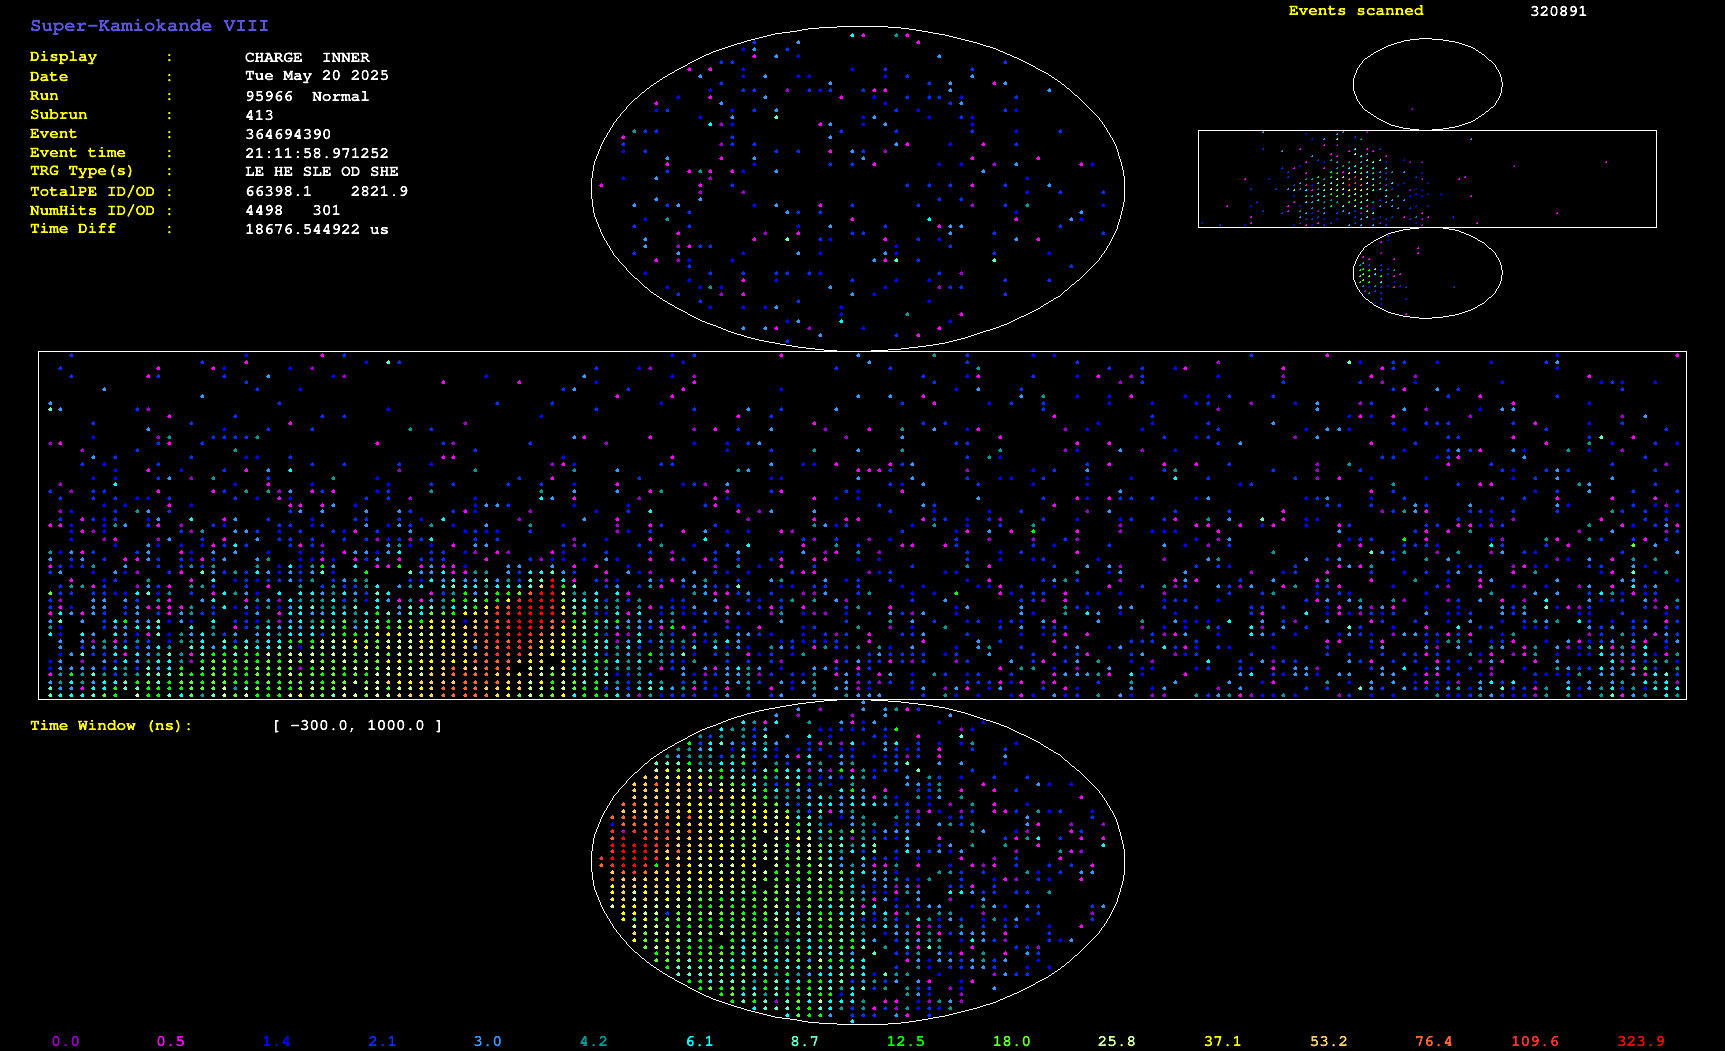 Super-Kamiokande VIII
Events scanned 320891
Display : CHARGE INNER
Date : Tue May 20 2025
Run : 95966 Normal
Subrun : 413
Event : 364694390
Event time : 21:11:58.971252
TRG Type(s) : LE HE SLE OD SHE
TotalPE ID/OD : 66398.1 2821.9
NumHits ID/OD : 4498 301
Time Diff : 18676.544922 us
Time Window (ns): [ -300.0, 1000.0 ]
0.0 0.5 1.4 2.1 3.0 4.2 6.1 8.7 12.5 18.0 25.8 37.1 53.2 76.4 109.6 323.9